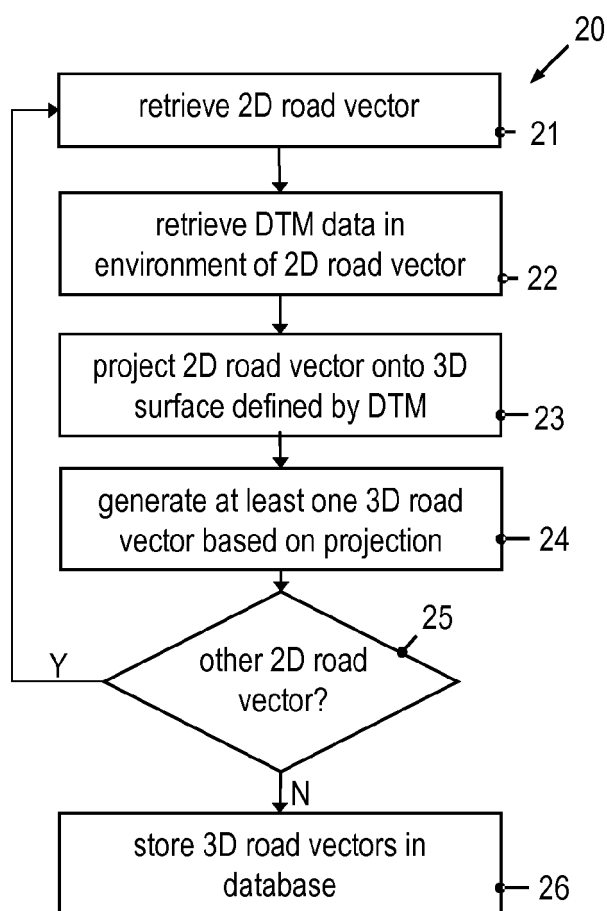 20
retrieve 2D road vector
21
retrieve DTM data in
environment of 2D road vector
22
project 2D road vector onto 3D
surface defined by DTM
23
generate at least one 3D road
vector based on projection
24
25
other 2D road
vector?
Y
N
store 3D road vectors in
database
26